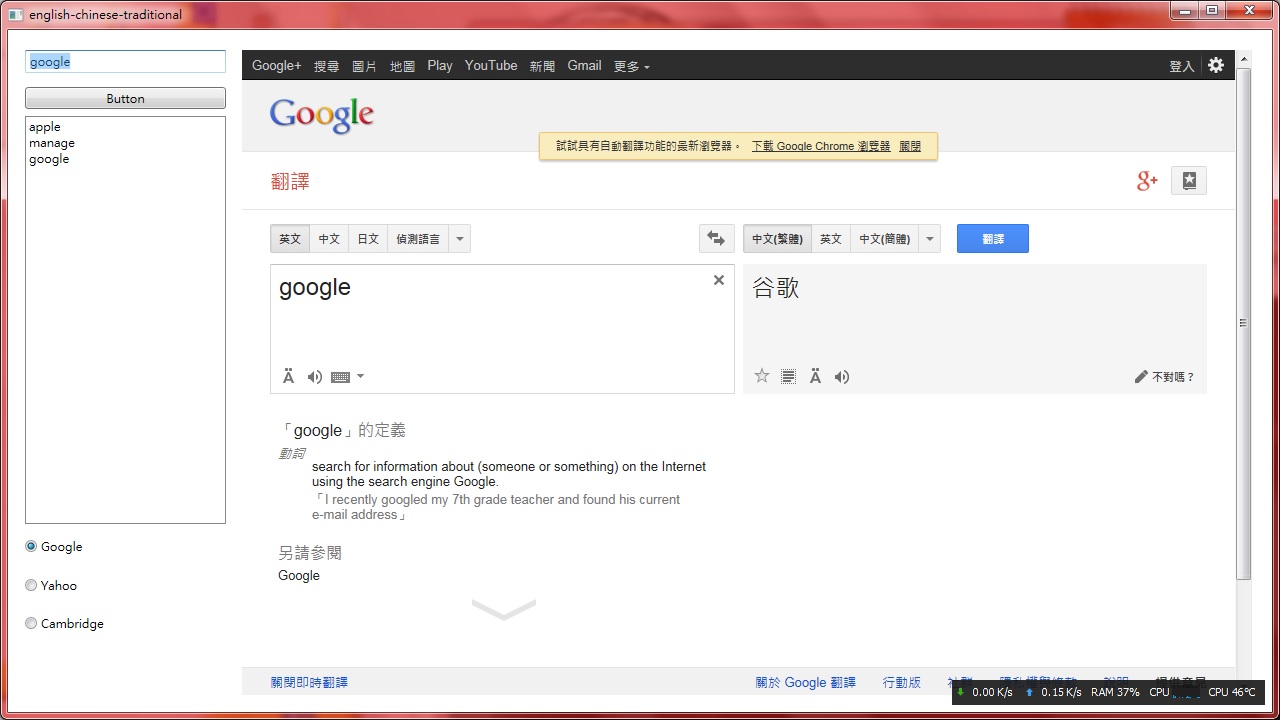 english-chinese-traditional
google
Button
apple
manage
google
Google
Yahoo
Cambridge
Google+ 搜尋 圖片 地圖 Play YouTube 新聞 Gmail 更多 登入
Google
試試具有自動翻譯功能的最新瀏覽器。 下載 Google Chrome 瀏覽器 關閉
翻譯 g+
英文 中文 日文 偵測語言 中文(繁體) 英文 中文(簡體) 翻譯
google 谷歌
Ä Ä 不對嗎？
「google」的定義
動詞
search for information about (someone or something) on the Internet
using the search engine Google.
「I recently googled my 7th grade teacher and found his current
e-mail address」
另請參閱
Google
關閉即時翻譯 關於 Google 翻譯 行動版
0.00 K/s 0.15 K/s RAM 37% CPU CPU 46°C